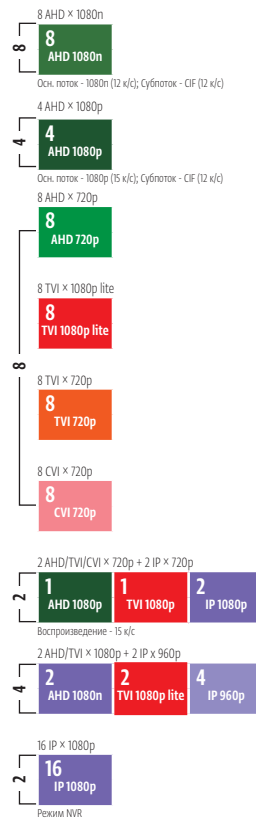 8 AHD × 1080n
8
8
AHD 1080n
Осн. поток - 1080n (12 к/с); Субпоток - CIF (12 к/с)
4 AHD × 1080p
4
4
AHD 1080p
Осн. поток - 1080p (15 к/с); Субпоток - CIF (12 к/с)
8 AHD × 720p
8
AHD 720p
8 TVI × 1080p lite
8
TVI 1080p lite
8
8 TVI × 720p
8
TVI 720p
8 CVI × 720p
8
CVI 720p
2 AHD/TVI/CVI × 720p + 2 IP × 720p
2
1
AHD 1080p
1
TVI 1080p
2
IP 1080p
Воспроизведение - 15 к/с
2 AHD/TVI × 1080p + 2 IP x 960p
4
2
AHD 1080n
2
TVI 1080p lite
4
IP 960p
16 IP × 1080p
2
16
IP 1080p
Режим NVR